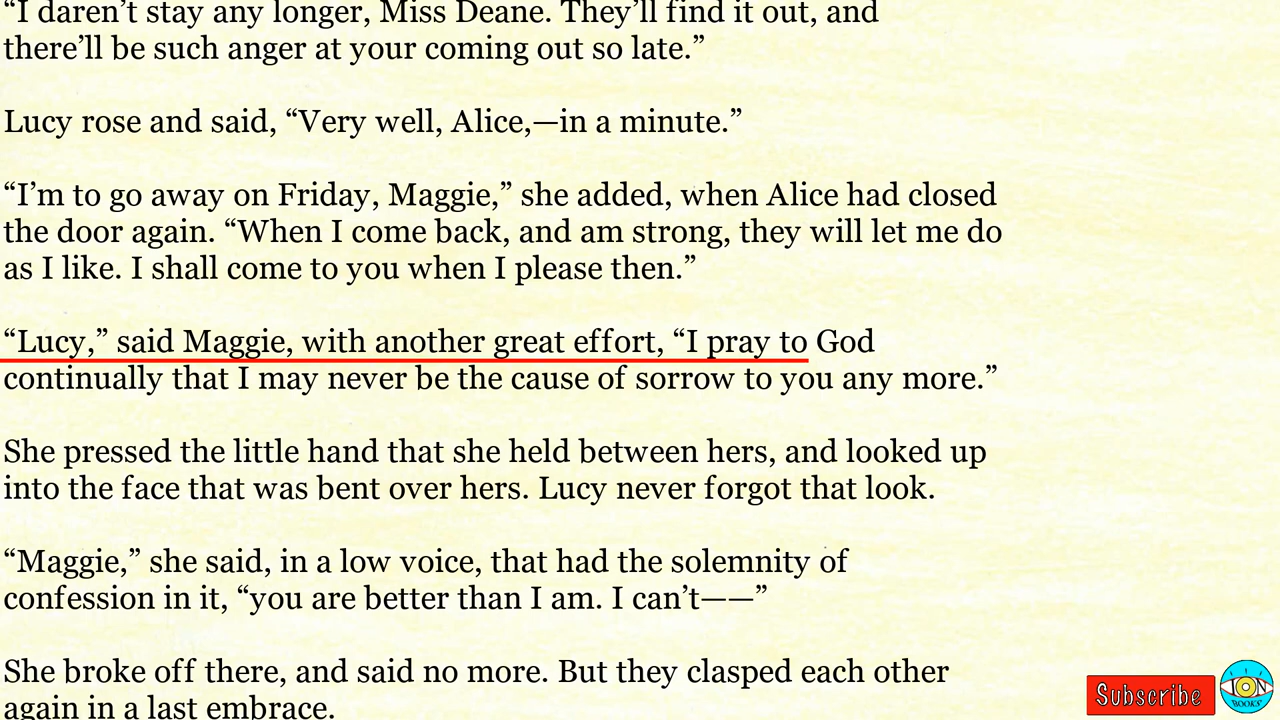 “I daren’t stay any longer, Miss Deane. They’ll find it out, and
there’ll be such anger at your coming out so late.”
Lucy rose and said, “Very well, Alice,—in a minute.”
“I’m to go away on Friday, Maggie,” she added, when Alice had closed
the door again. “When I come back, and am strong, they will let me do
as I like. I shall come to you when I please then.”
“Lucy,” said Maggie, with another great effort, “I pray to God
continually that I may never be the cause of sorrow to you any more.”
She pressed the little hand that she held between hers, and looked up
into the face that was bent over hers. Lucy never forgot that look.
“Maggie,” she said, in a low voice, that had the solemnity of
confession in it, “you are better than I am. I can’t——”
She broke off there, and said no more. But they clasped each other
again in a last embrace.
Subscribe
ION
BOOKS